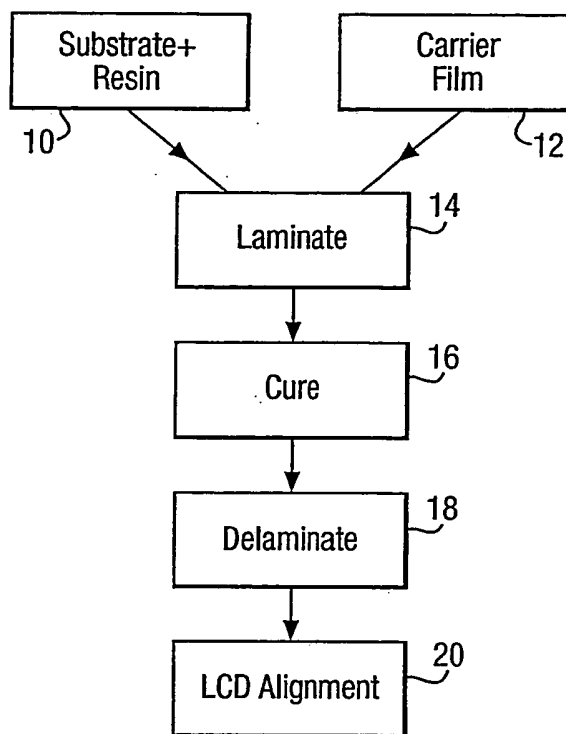 Substrate+
Resin
Carrier
Film
10
12
14
Laminate
16
Cure
18
Delaminate
20
LCD Alignment